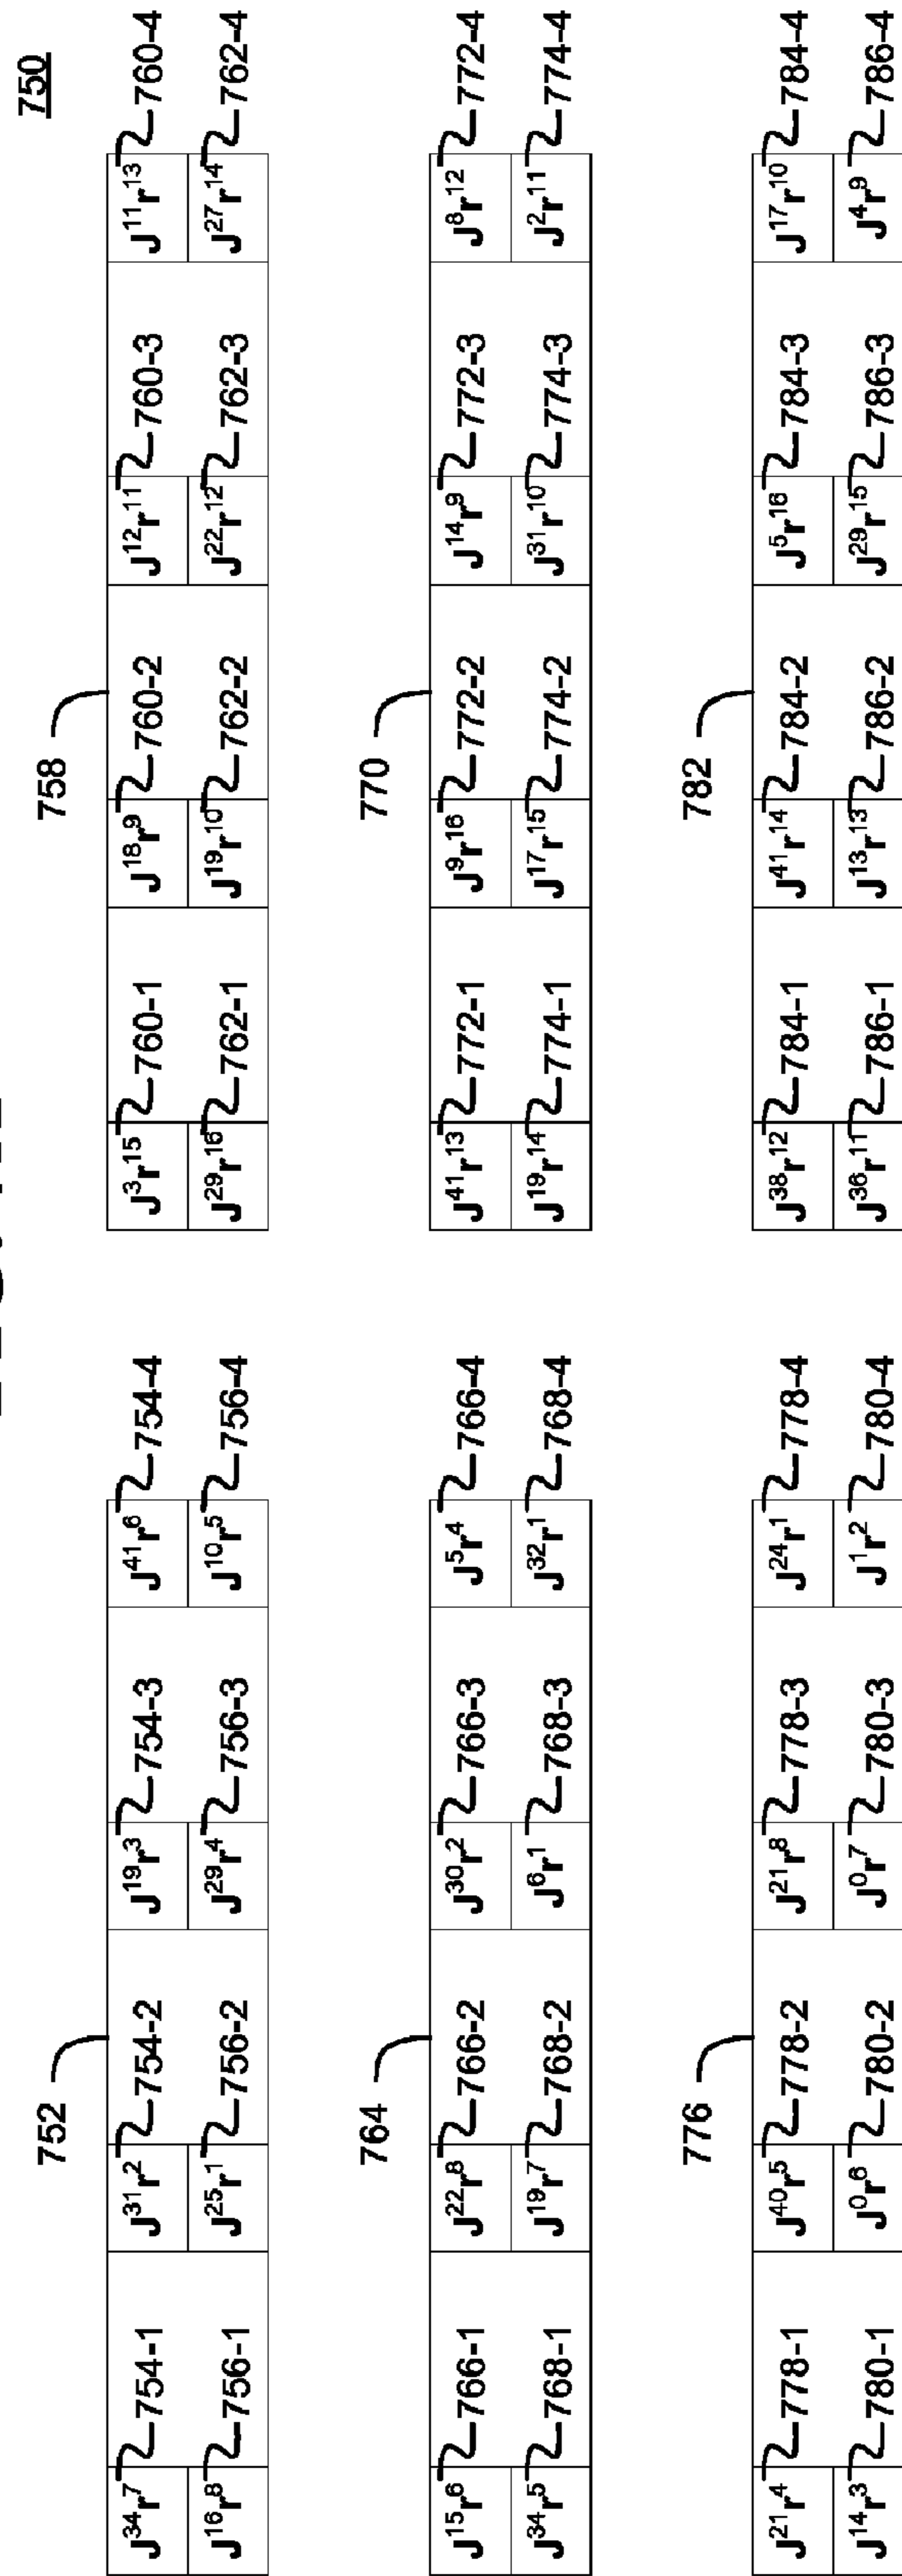 750
752
758
J³⁴r⁷ 754-1 J³¹r² 754-2 J¹⁹r³ 754-3 J⁴¹r⁶ 754-4
J¹⁶r⁸ 756-1 J²⁵r¹ 756-2 J²⁹r⁴ 756-3 J¹⁰r⁵ 756-4
J³r¹⁵ 760-1 J¹⁸r⁹ 760-2 J¹²r¹¹ 760-3 J¹¹r¹³ 760-4
J²⁹r¹⁶ 762-1 J¹⁹r¹⁰ 762-2 J²²r¹² 762-3 J²⁷r¹⁴ 762-4
764
770
J¹⁵r⁶ 766-1 J²²r⁸ 766-2 J³⁰r² 766-3 J⁵r⁴ 766-4
J³⁴r⁵ 768-1 J¹⁹r⁷ 768-2 J⁶r¹ 768-3 J³²r¹ 768-4
J⁴¹r¹³ 772-1 J⁹r¹⁶ 772-2 J¹⁴r⁹ 772-3 J⁸r¹² 772-4
J¹⁹r¹⁴ 774-1 J¹⁷r¹⁵ 774-2 J³¹r¹⁰ 774-3 J²r¹¹ 774-4
776
782
J²¹r⁴ 778-1 J⁴⁰r⁵ 778-2 J²¹r⁸ 778-3 J²⁴r¹ 778-4
J¹⁴r³ 780-1 J⁰r⁶ 780-2 J⁰r⁷ 780-3 J¹r² 780-4
J³⁸r¹² 784-1 J⁴¹r¹⁴ 784-2 J⁵r¹⁶ 784-3 J¹⁷r¹⁰ 784-4
J³⁶r¹¹ 786-1 J¹³r¹³ 786-2 J²⁹r¹⁵ 786-3 J⁴r⁹ 786-4